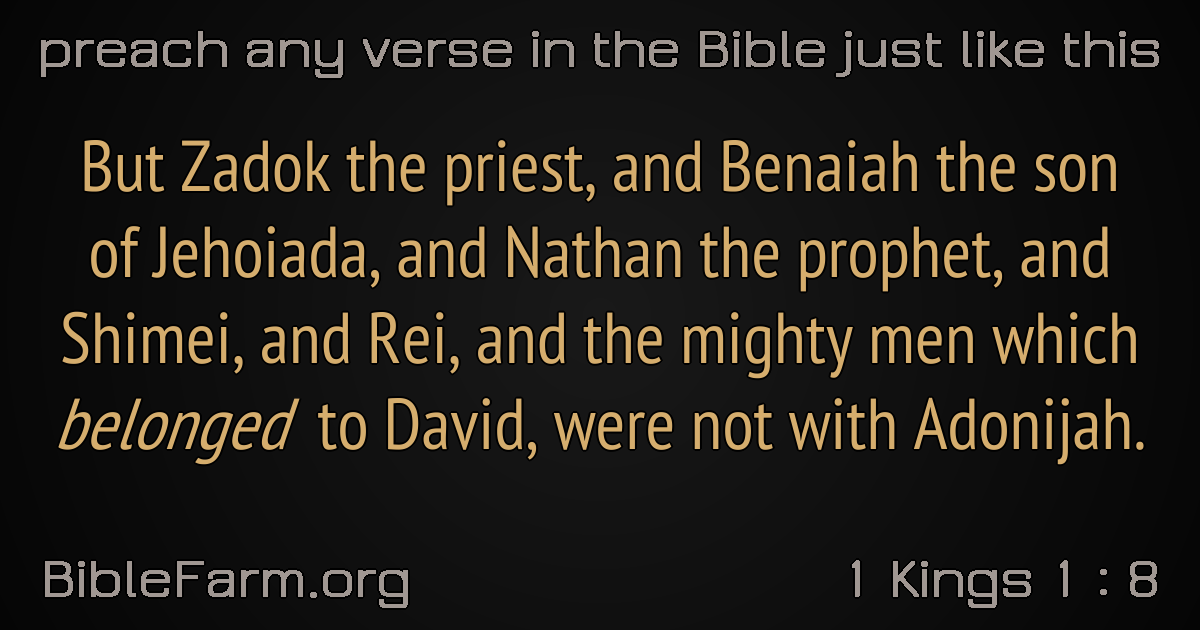 preach any verse in the Bible just like this
But Zadok the priest, and Benaiah the son
of Jehoiada, and Nathan the prophet, and
Shimei, and Rei, and the mighty men which
belonged to David, were not with Adonijah.
BibleFarm.org
1 Kings 1 : 8